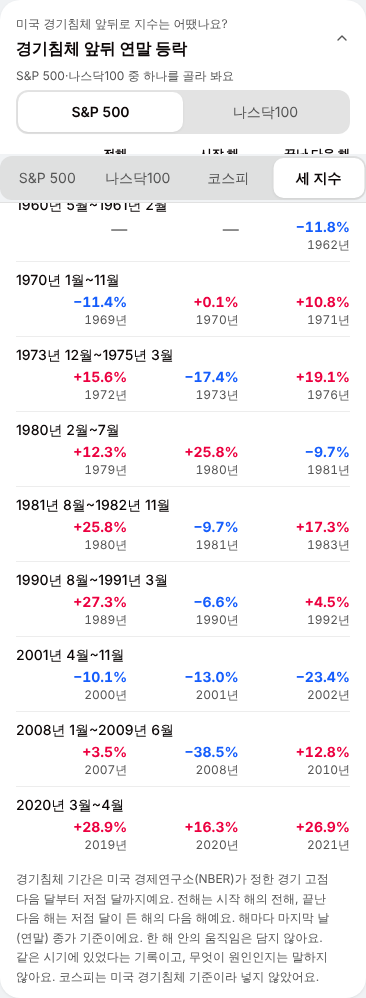 미국 경기침체 앞뒤로 지수는 어땠나요?
경기침체 앞뒤 연말 등락
S&P 500·나스닥100 중 하나를 골라 봐요
S&P 500 나스닥100
전해 시작 해 끝난 다음 해
S&P 500 나스닥100 코스피 세 지수
1960년 5월~1961년 2월
— — −11.8%
1962년
1970년 1월~11월
−11.4% +0.1% +10.8%
1969년 1970년 1971년
1973년 12월~1975년 3월
+15.6% −17.4% +19.1%
1972년 1973년 1976년
1980년 2월~7월
+12.3% +25.8% −9.7%
1979년 1980년 1981년
1981년 8월~1982년 11월
+25.8% −9.7% +17.3%
1980년 1981년 1983년
1990년 8월~1991년 3월
+27.3% −6.6% +4.5%
1989년 1990년 1992년
2001년 4월~11월
−10.1% −13.0% −23.4%
2000년 2001년 2002년
2008년 1월~2009년 6월
+3.5% −38.5% +12.8%
2007년 2008년 2010년
2020년 3월~4월
+28.9% +16.3% +26.9%
2019년 2020년 2021년
경기침체 기간은 미국 경제연구소(NBER)가 정한 경기 고점
다음 달부터 저점 달까지예요. 전해는 시작 해의 전해, 끝난
다음 해는 저점 달이 든 해의 다음 해예요. 해마다 마지막 날
(연말) 종가 기준이에요. 한 해 안의 움직임은 담지 않아요.
같은 시기에 있었다는 기록이고, 무엇이 원인인지는 말하지
않아요. 코스피는 미국 경기침체 기준이라 넣지 않았어요.